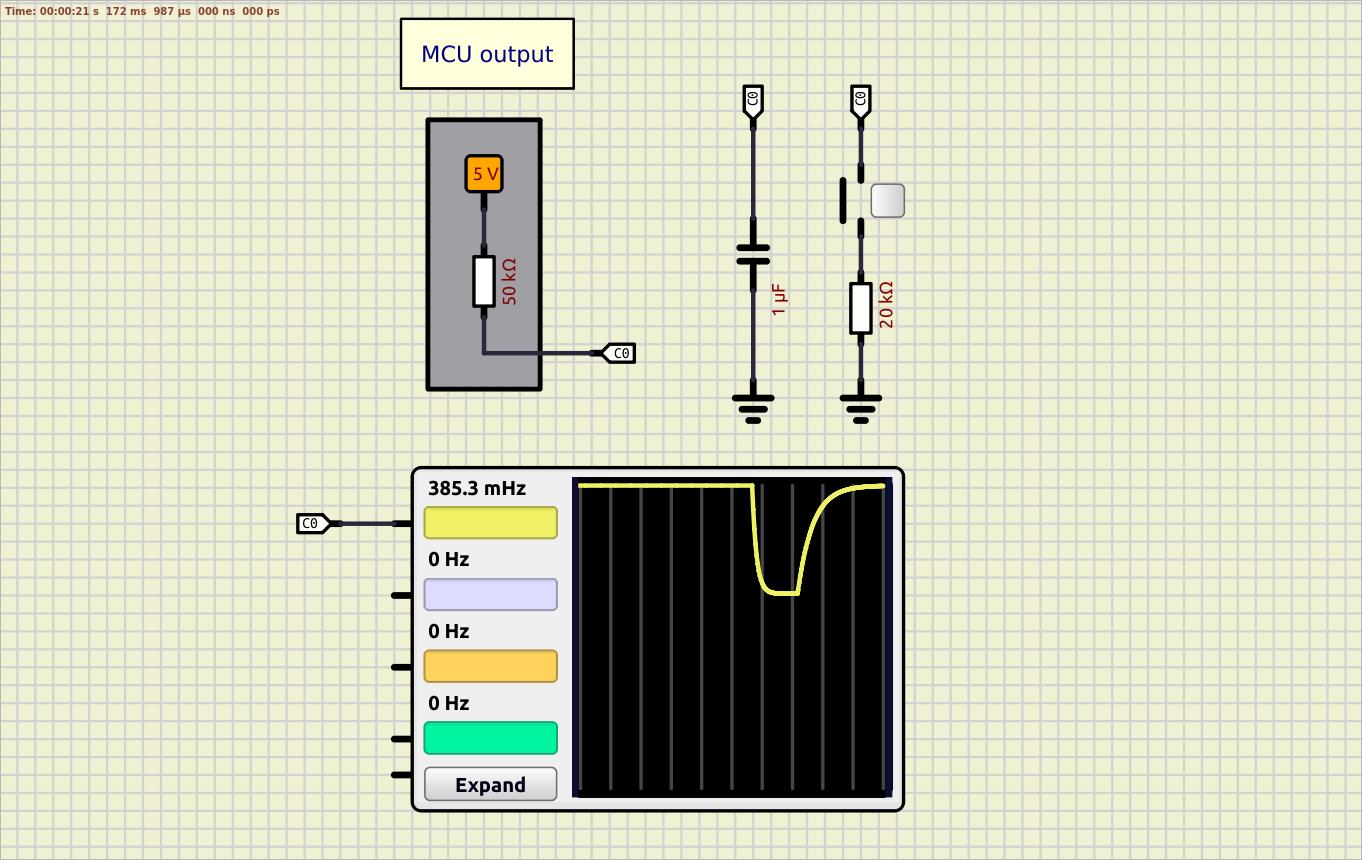 Time: 00:00:21 s 172 ms 987 µs 000 ns 000 ps
MCU output
C0
C0
5 V
50 kΩ
1 µF
20 kΩ
C0
385.3 mHz
C0
0 Hz
0 Hz
0 Hz
Expand